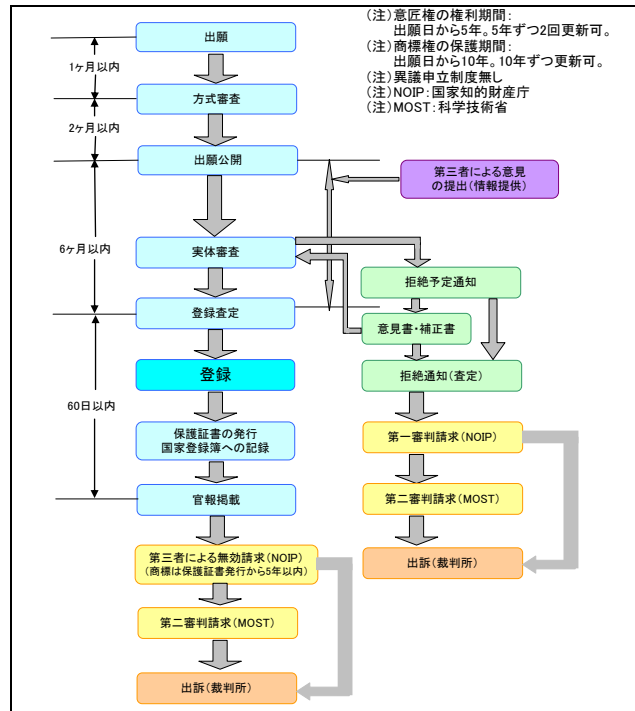 (注)意匠権の権利期間:
出願日から5年。5年ずつ2回更新可。
(注)商標権の保護期間:
出願日から10年。10年ずつ更新可。
(注)異議申立制度無し
(注)NOIP:国家知的財産庁
(注)MOST:科学技術省
出願
1ヶ月以内
方式審査
2ヶ月以内
出願公開
第三者による意見
の提出(情報提供)
6ヶ月以内
実体審査
拒絶予定通知
登録査定
意見書・補正書
登録
拒絶通知(査定)
60日以内
保護証書の発行
国家登録簿への記録
第一審判請求(NOIP)
官報掲載
第二審判請求(MOST)
第三者による無効請求(NOIP)
(商標は保護証書発行から5年以内)
出訴(裁判所)
第二審判請求(MOST)
出訴(裁判所)